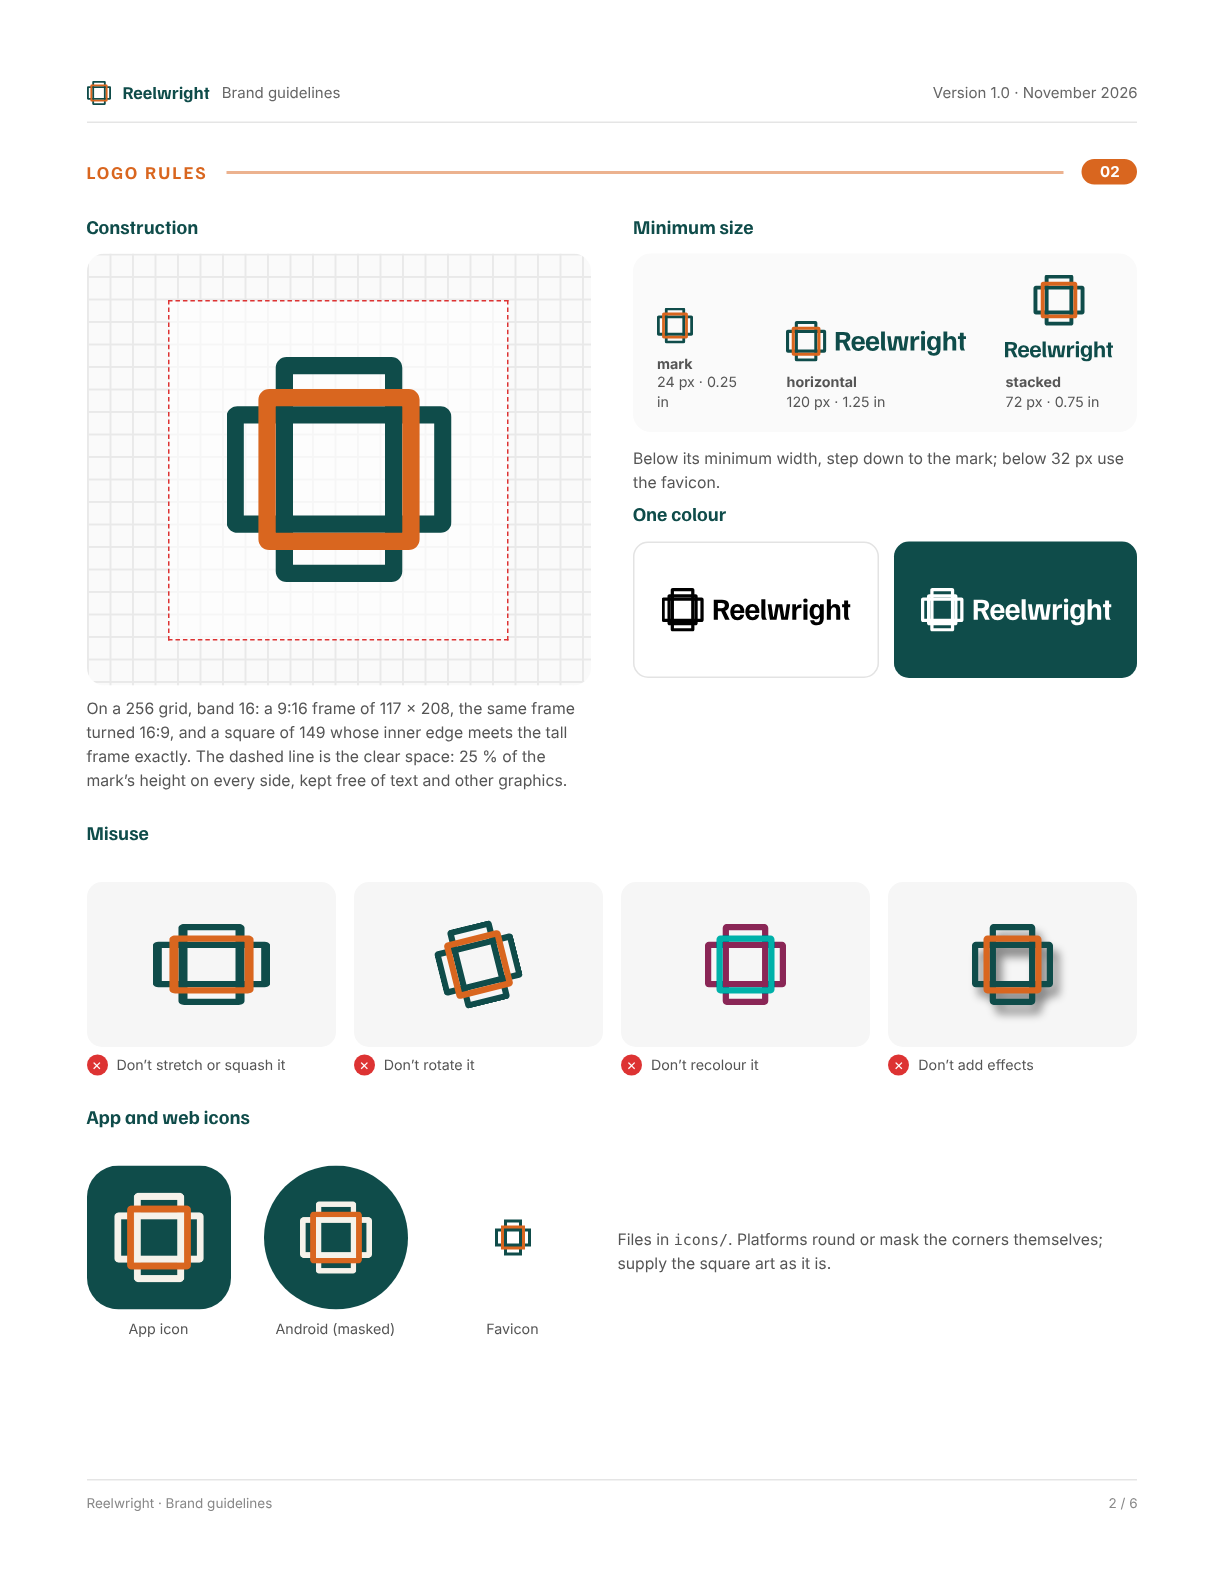 Reelwright Brand guidelines
Version 1.0 · November 2026
LOGO RULES
02
Construction
On a 256 grid, band 16: a 9:16 frame of 117 × 208, the same frame
turned 16:9, and a square of 149 whose inner edge meets the tall
frame exactly. The dashed line is the clear space: 25 % of the
mark’s height on every side, kept free of text and other graphics.
Minimum size
mark
24 px · 0.25
in
Reelwright
horizontal
120 px · 1.25 in
Reelwright
stacked
72 px · 0.75 in
Below its minimum width, step down to the mark; below 32 px use
the favicon.
One colour
Reelwright
Reelwright
Misuse
Don’t stretch or squash it
Don’t rotate it
Don’t recolour it
Don’t add effects
App and web icons
App icon
Android (masked)
Favicon
Files in icons/. Platforms round or mask the corners themselves;
supply the square art as it is.
Reelwright · Brand guidelines
2 / 6